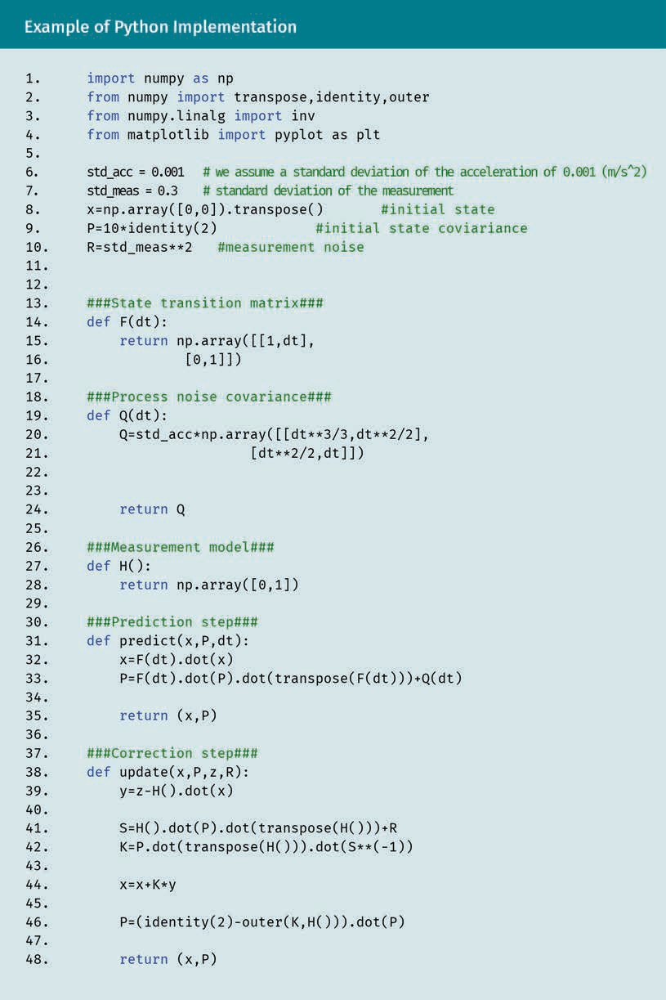 Example of Python Implementation
1. import numpy as np
2. from numpy import transpose,identity,outer
3. from numpy.linalg import inv
4. from matplotlib import pyplot as plt
5.
6. std_acc = 0.001 # we assume a standard deviation of the acceleration of 0.001 (m/s^2)
7. std_meas = 0.3 # standard deviation of the measurement
8. x=np.array([0,0]).transpose() #initial state
9. P=10*identity(2) #initial state coviariance
10. R=std_meas**2 #measurement noise
11.
12.
13. ###State transition matrix###
14. def F(dt):
15. return np.array([[1,dt],
16. [0,1]])
17.
18. ###Process noise covariance###
19. def Q(dt):
20. Q=std_acc*np.array([[dt**3/3,dt**2/2],
21. [dt**2/2,dt]])
22.
23.
24. return Q
25.
26. ###Measurement model###
27. def H():
28. return np.array([0,1])
29.
30. ###Prediction step###
31. def predict(x,P,dt):
32. x=F(dt).dot(x)
33. P=F(dt).dot(P).dot(transpose(F(dt)))+Q(dt)
34.
35. return (x,P)
36.
37. ###Correction step###
38. def update(x,P,z,R):
39. y=z-H().dot(x)
40.
41. S=H().dot(P).dot(transpose(H()))+R
42. K=P.dot(transpose(H())).dot(S**(-1))
43.
44. x=x+K*y
45.
46. P=(identity(2)-outer(K,H())).dot(P)
47.
48. return (x,P)